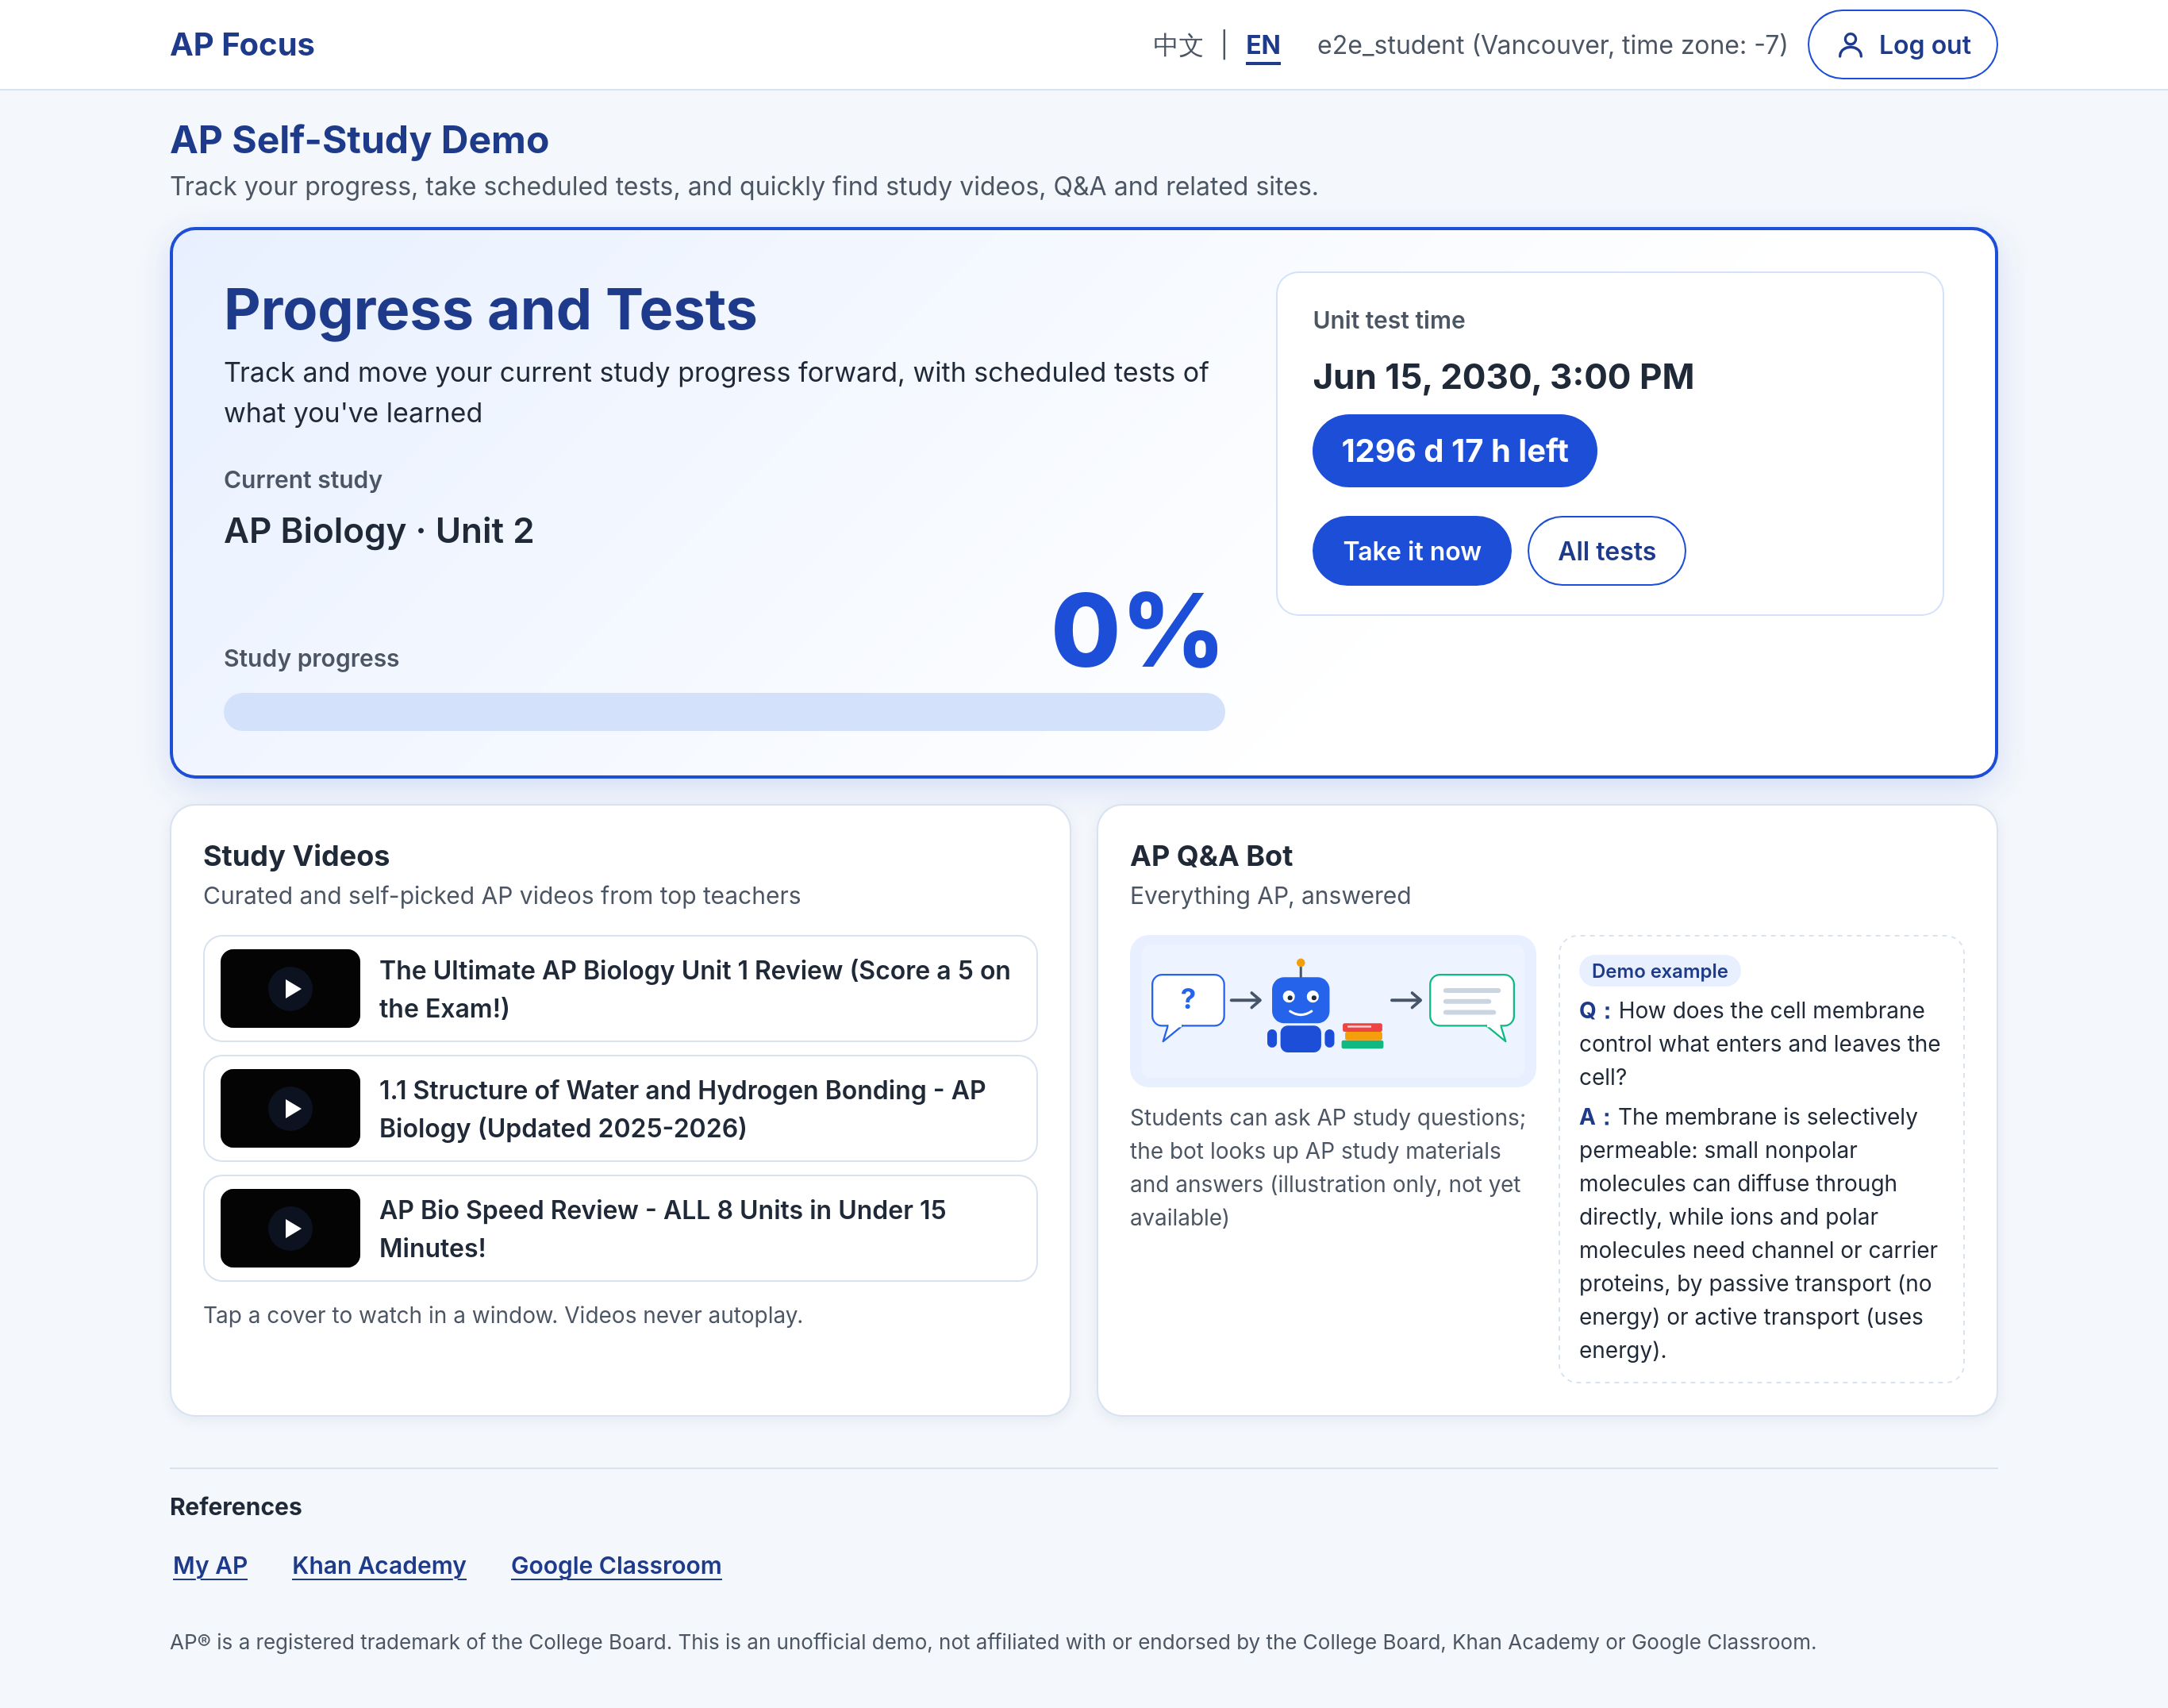 AP Focus
中文 | EN
e2e_student (Vancouver, time zone: -7)
Log out
AP Self-Study Demo
Track your progress, take scheduled tests, and quickly find study videos, Q&A and related sites.
Progress and Tests
Track and move your current study progress forward, with scheduled tests of
what you've learned
Current study
AP Biology · Unit 2
Study progress
0%
Unit test time
Jun 15, 2030, 3:00 PM
1296 d 17 h left
Take it now
All tests
Study Videos
Curated and self-picked AP videos from top teachers
The Ultimate AP Biology Unit 1 Review (Score a 5 on
the Exam!)
1.1 Structure of Water and Hydrogen Bonding - AP
Biology (Updated 2025-2026)
AP Bio Speed Review - ALL 8 Units in Under 15
Minutes!
Tap a cover to watch in a window. Videos never autoplay.
AP Q&A Bot
Everything AP, answered
?
Students can ask AP study questions;
the bot looks up AP study materials
and answers (illustration only, not yet
available)
Demo example
Q：How does the cell membrane
control what enters and leaves the
cell?
A：The membrane is selectively
permeable: small nonpolar
molecules can diffuse through
directly, while ions and polar
molecules need channel or carrier
proteins, by passive transport (no
energy) or active transport (uses
energy).
References
My AP
Khan Academy
Google Classroom
AP® is a registered trademark of the College Board. This is an unofficial demo, not affiliated with or endorsed by the College Board, Khan Academy or Google Classroom.